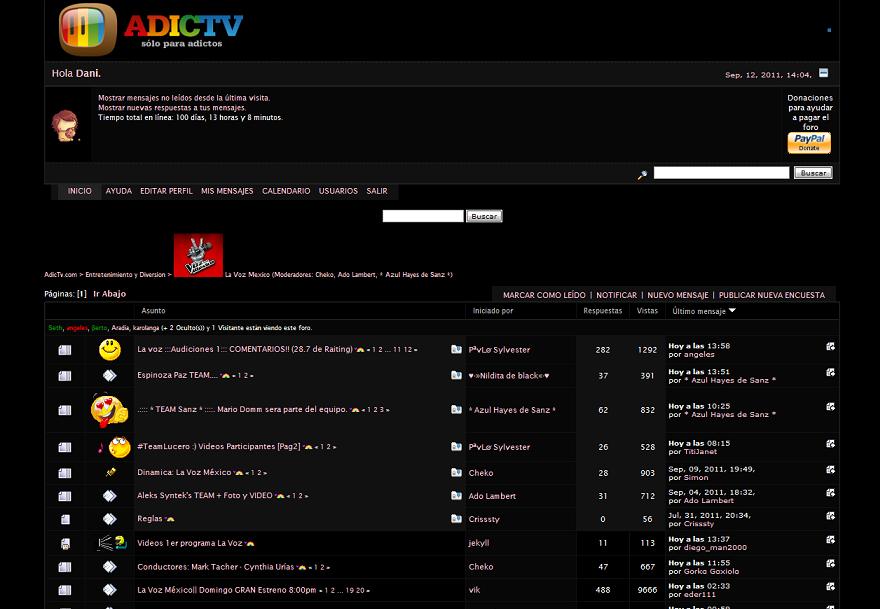 ADICTV
sólo para adictos
Hola Dani.
Sep, 12, 2011, 14:04,
Mostrar mensajes no leídos desde la última visita.
Mostrar nuevas respuestas a tus mensajes.
Tiempo total en línea: 100 días, 13 horas y 8 minutos.
Donaciones
para ayudar
a pagar el
foro
PayPal
Donate
Buscar
INICIO AYUDA EDITAR PERFIL MIS MENSAJES CALENDARIO USUARIOS SALIR
Buscar
AdicTv.com > Entretenimiento y Diversion > La Voz Mexico (Moderadores: Cheko, Ado Lambert, * Azul Hayes de Sanz *)
Páginas: [1] Ir Abajo
MARCAR COMO LEÍDO | NOTIFICAR | NUEVO MENSAJE | PUBLICAR NUEVA ENCUESTA
Asunto Iniciado por Respuestas Vistas Último mensaje
Seth, angeles, Berto, Aradia, karolanga (+ 2 Oculto(s)) y 1 Visitante están viendo este foro.
La voz :::Audiciones 1::: COMENTARIOS!! (28.7 de Raiting) « 1 2 ... 11 12 » Sylvester 282 1292 Hoy a las 13:58
por angeles
Espinoza Paz TEAM.... « 1 2 » ♥·»Nildita de black«·♥ 37 391 Hoy a las 13:51
por * Azul Hayes de Sanz *
.::::. * TEAM Sanz * .::::. Mario Domm sera parte del equipo. « 1 2 3 » * Azul Hayes de Sanz * 62 832 Hoy a las 10:25
por * Azul Hayes de Sanz *
#TeamLucero :) Videos Participantes [Pag2] « 1 2 » Sylvester 26 528 Hoy a las 08:15
por TitiJanet
Dinamica: La Voz México « 1 2 » Cheko 28 903 Sep, 09, 2011, 19:49,
por Simon
Aleks Syntek's TEAM + Foto y VIDEO « 1 2 » Ado Lambert 31 712 Sep, 04, 2011, 18:32,
por Ado Lambert
Reglas Crisssty 0 56 Jul, 31, 2011, 20:34,
por Crisssty
Videos 1er programa La Voz jekyll 11 113 Hoy a las 13:37
por diego_man2000
Conductores: Mark Tacher - Cynthia Urías « 1 2 » Cheko 47 667 Hoy a las 11:55
por Gorka Gaxiola
La Voz México|| Domingo GRAN Estreno 8:00pm « 1 2 ... 19 20 » vik 488 9666 Hoy a las 02:33
por eder111